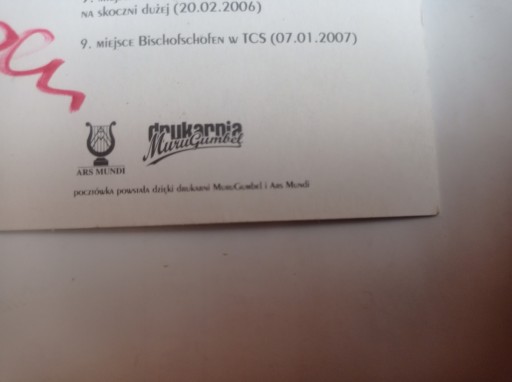 na skoczni dużej (20.02.2006)
9. miejsce Bischofschofen w TCS (07.01.2007)
ARS MUNDI
drukarnia
MuruGumbel
pocztówka powstała dzięki drukarni MuruGumbel i Ars Mundi